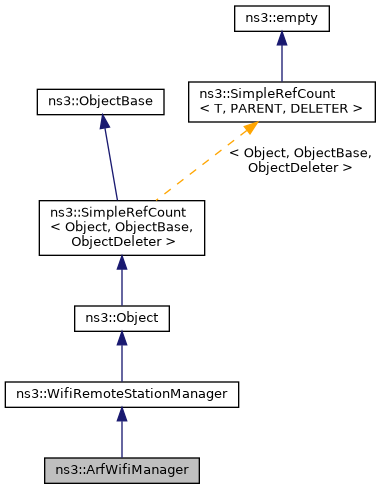 ns3::empty
ns3::ObjectBase
ns3::SimpleRefCount
< T, PARENT, DELETER >
< Object, ObjectBase,
ObjectDeleter >
ns3::SimpleRefCount
< Object, ObjectBase,
ObjectDeleter >
ns3::Object
ns3::WifiRemoteStationManager
ns3::ArfWifiManager